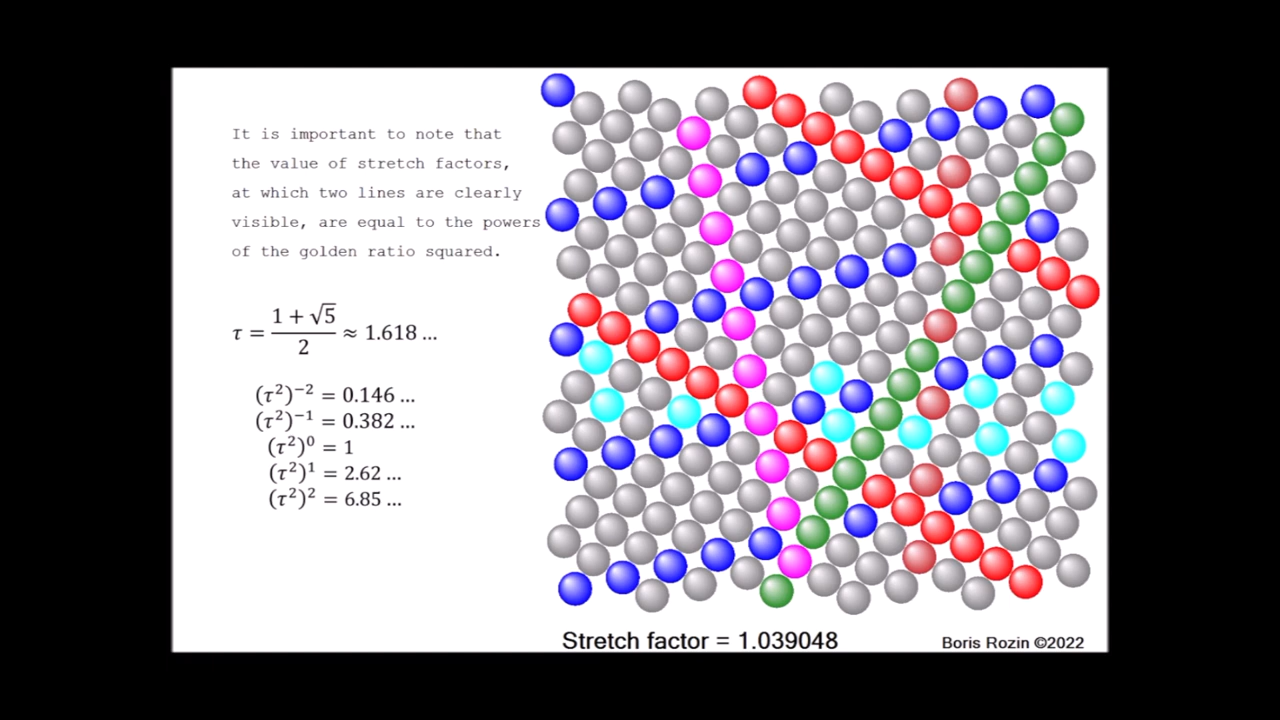 It is important to note that
the value of stretch factors,
at which two lines are clearly
visible, are equal to the powers
of the golden ratio squared.
τ = (1 + √5) / 2 ≈ 1.618 ...
(τ²)⁻² = 0.146 ...
(τ²)⁻¹ = 0.382 ...
(τ²)⁰ = 1
(τ²)¹ = 2.62 ...
(τ²)² = 6.85 ...
Stretch factor = 1.039048
Boris Rozin ©2022